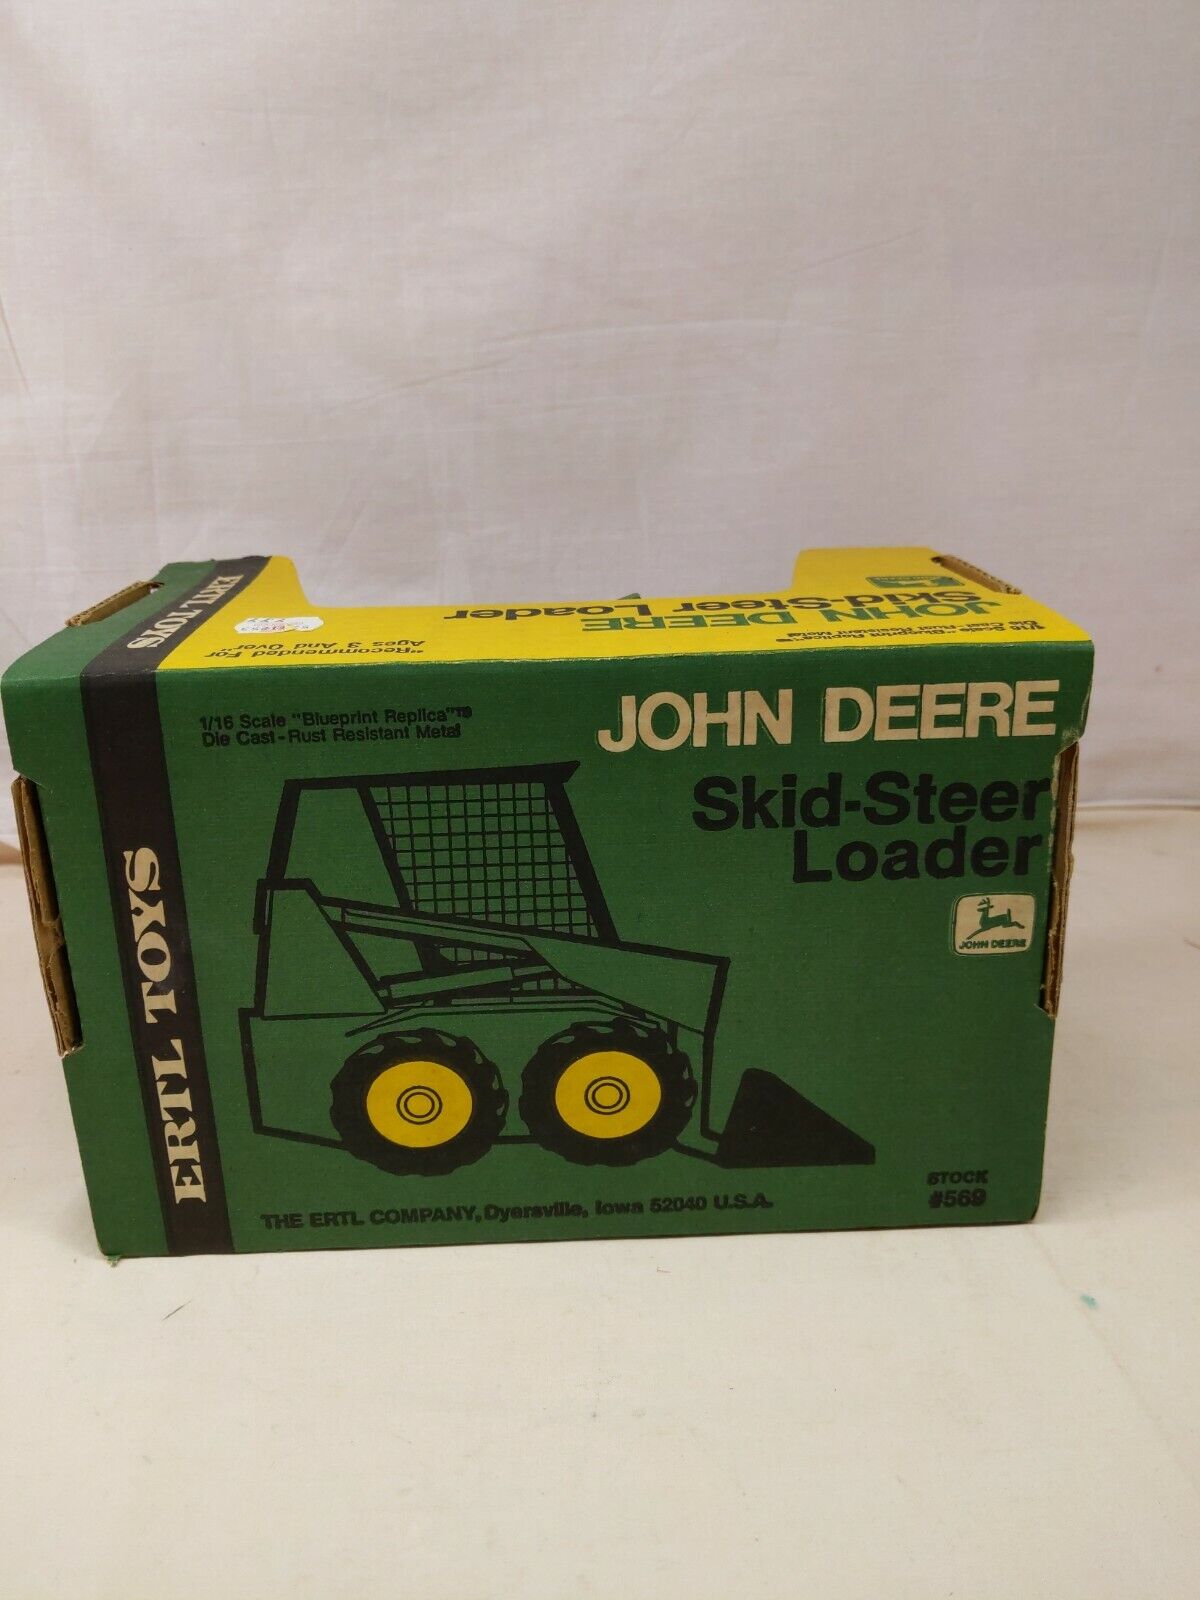 ERTL TOYS
JOHN DEERE
Skid-Steer Loader
JOHN DEERE
1/16 Scale "Blueprint Replica"™
Die Cast-Rust Resistant Metal
"Recommended For
Ages 3 And Over"
1/16 Scale "Blueprint Replica"™
Die Cast-Rust Resistant Metal
JOHN DEERE
Skid-Steer
Loader
JOHN DEERE
ERTL TOYS
STOCK
#569
THE ERTL COMPANY, Dyersville, Iowa 52040 U.S.A.